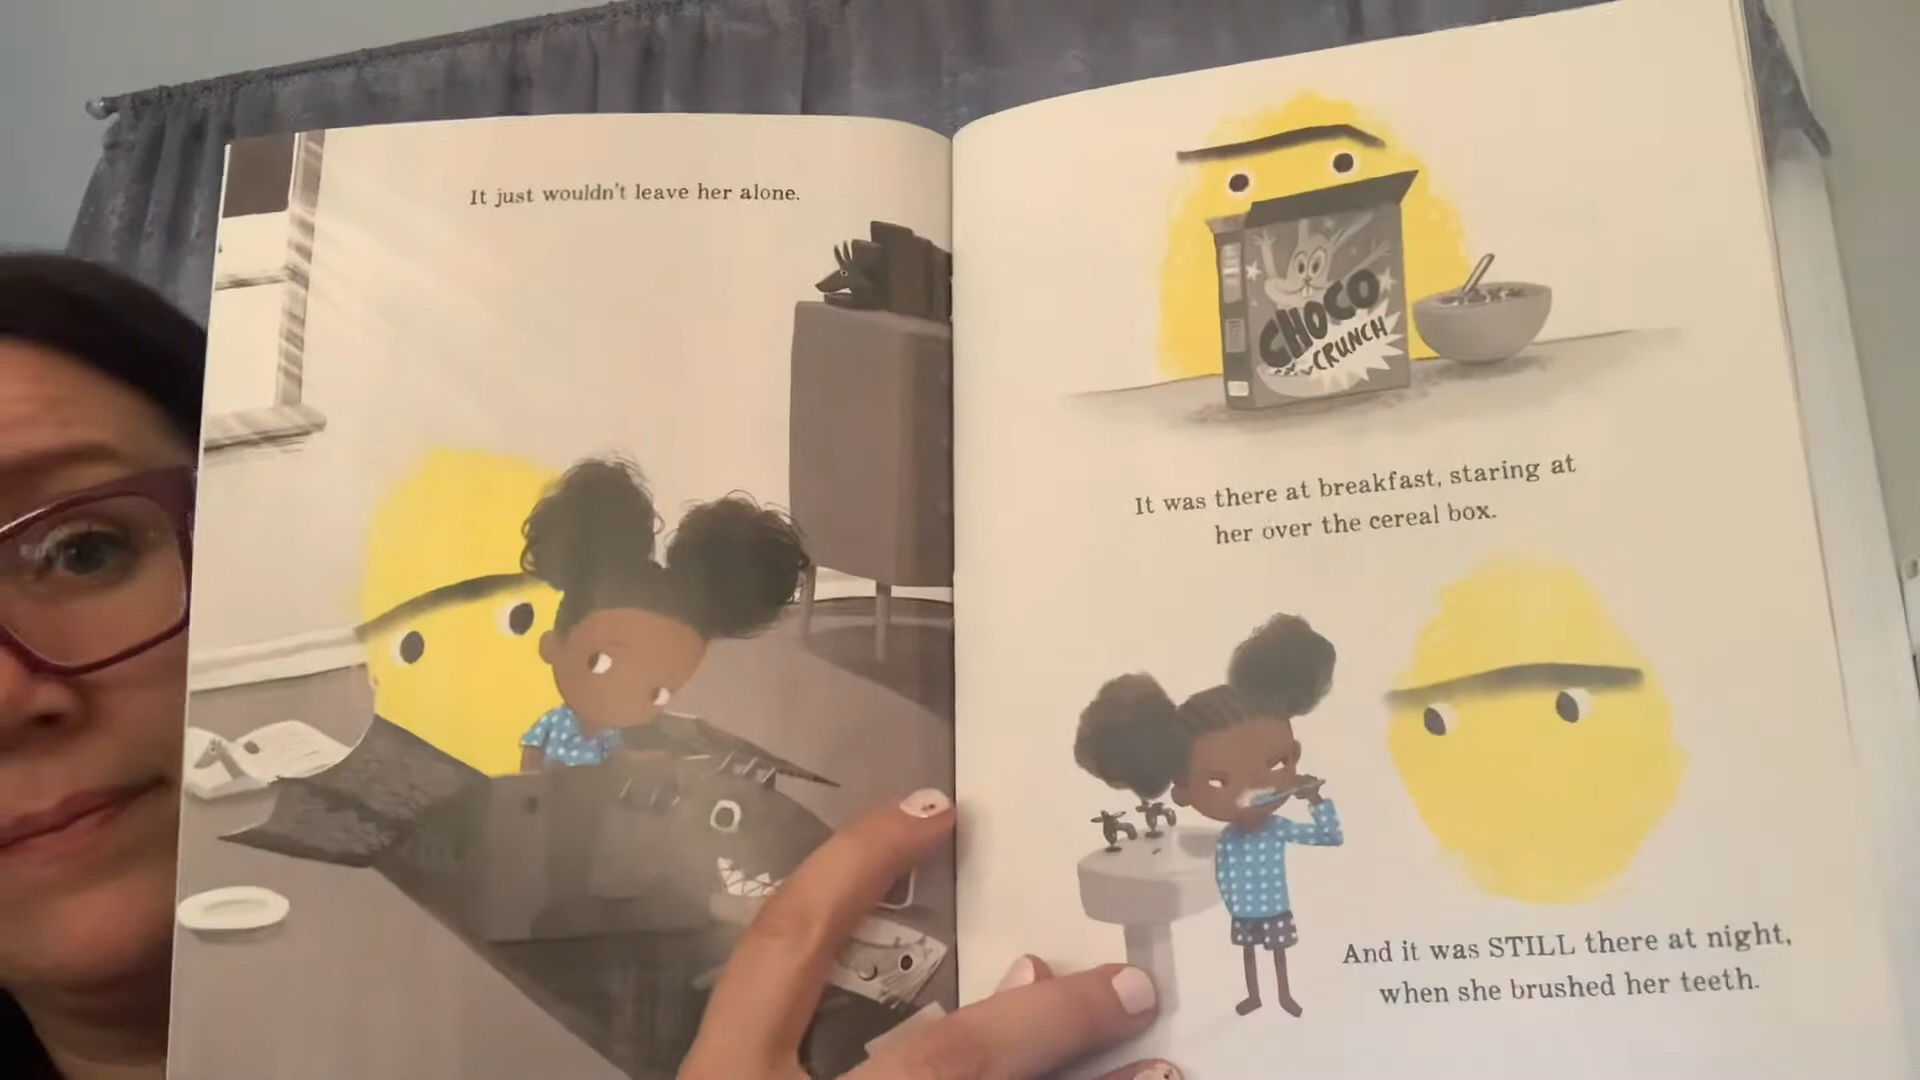 It just wouldn't leave her alone.
CHOCO
CRUNCH
It was there at breakfast, staring at
her over the cereal box.
And it was STILL there at night,
when she brushed her teeth.